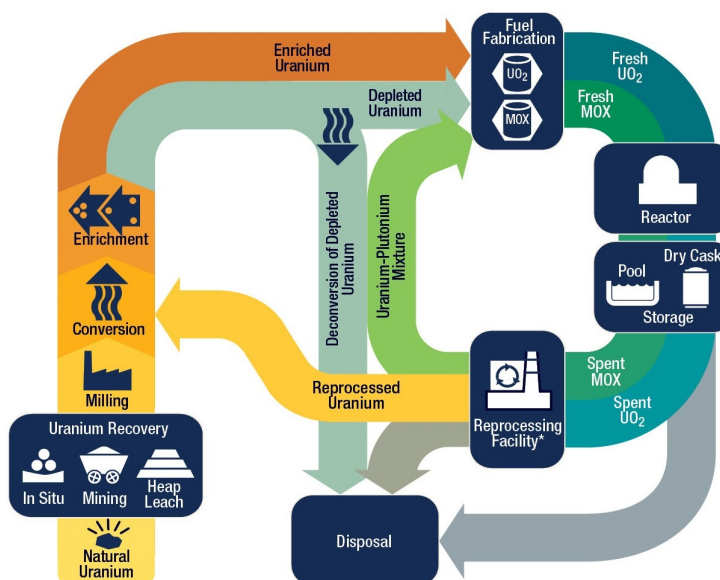 Enriched
Uranium
Depleted
Uranium
Fuel
Fabrication
UO₂
MOX
Fresh
UO₂
Fresh
MOX
Reactor
Dry Cask
Pool
Storage
Enrichment
Conversion
Milling
Uranium Recovery
In Situ
Mining
Heap
Leach
Natural
Uranium
Deconversion of Depleted
Uranium
Uranium-Plutonium
Mixture
Reprocessed
Uranium
Reprocessing
Facility*
Spent
MOX
Spent
UO₂
Disposal